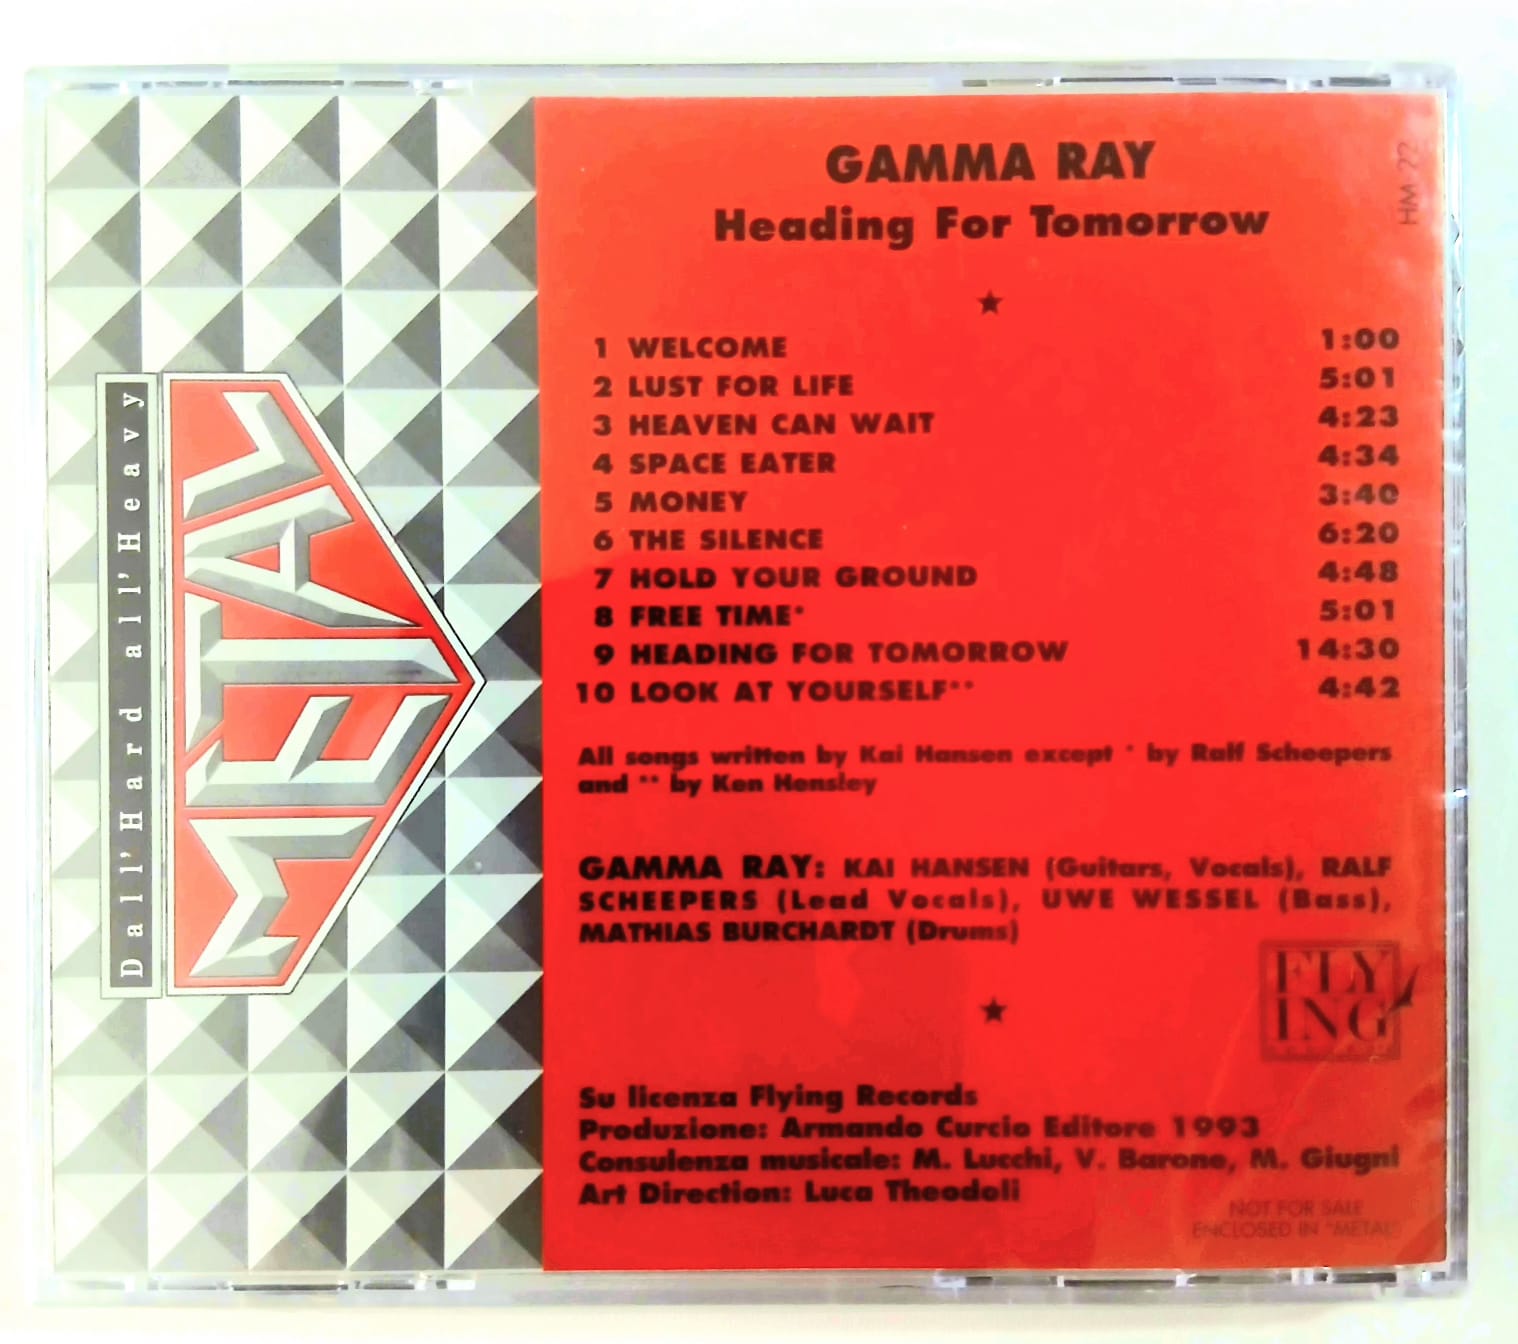 Dall'Hard all'Heavy
METAL
GAMMA RAY
Heading For Tomorrow
HM 22
1 WELCOME 1:00
2 LUST FOR LIFE 5:01
3 HEAVEN CAN WAIT 4:23
4 SPACE EATER 4:34
5 MONEY 3:40
6 THE SILENCE 6:20
7 HOLD YOUR GROUND 4:48
8 FREE TIME* 5:01
9 HEADING FOR TOMORROW 14:30
10 LOOK AT YOURSELF** 4:42
All songs written by Kai Hansen except * by Ralf Scheepers
and ** by Ken Hensley
GAMMA RAY: KAI HANSEN (Guitars, Vocals), RALF
SCHEEPERS (Lead Vocals), UWE WESSEL (Bass),
MATHIAS BURCHARDT (Drums)
FLY
ING
Su licenza Flying Records
Produzione: Armando Curcio Editore 1993
Consulenza musicale: M. Lucchi, V. Barone, M. Giugni
Art Direction: Luca Theodoli
NOT FOR SALE
ENCLOSED IN "METAL"